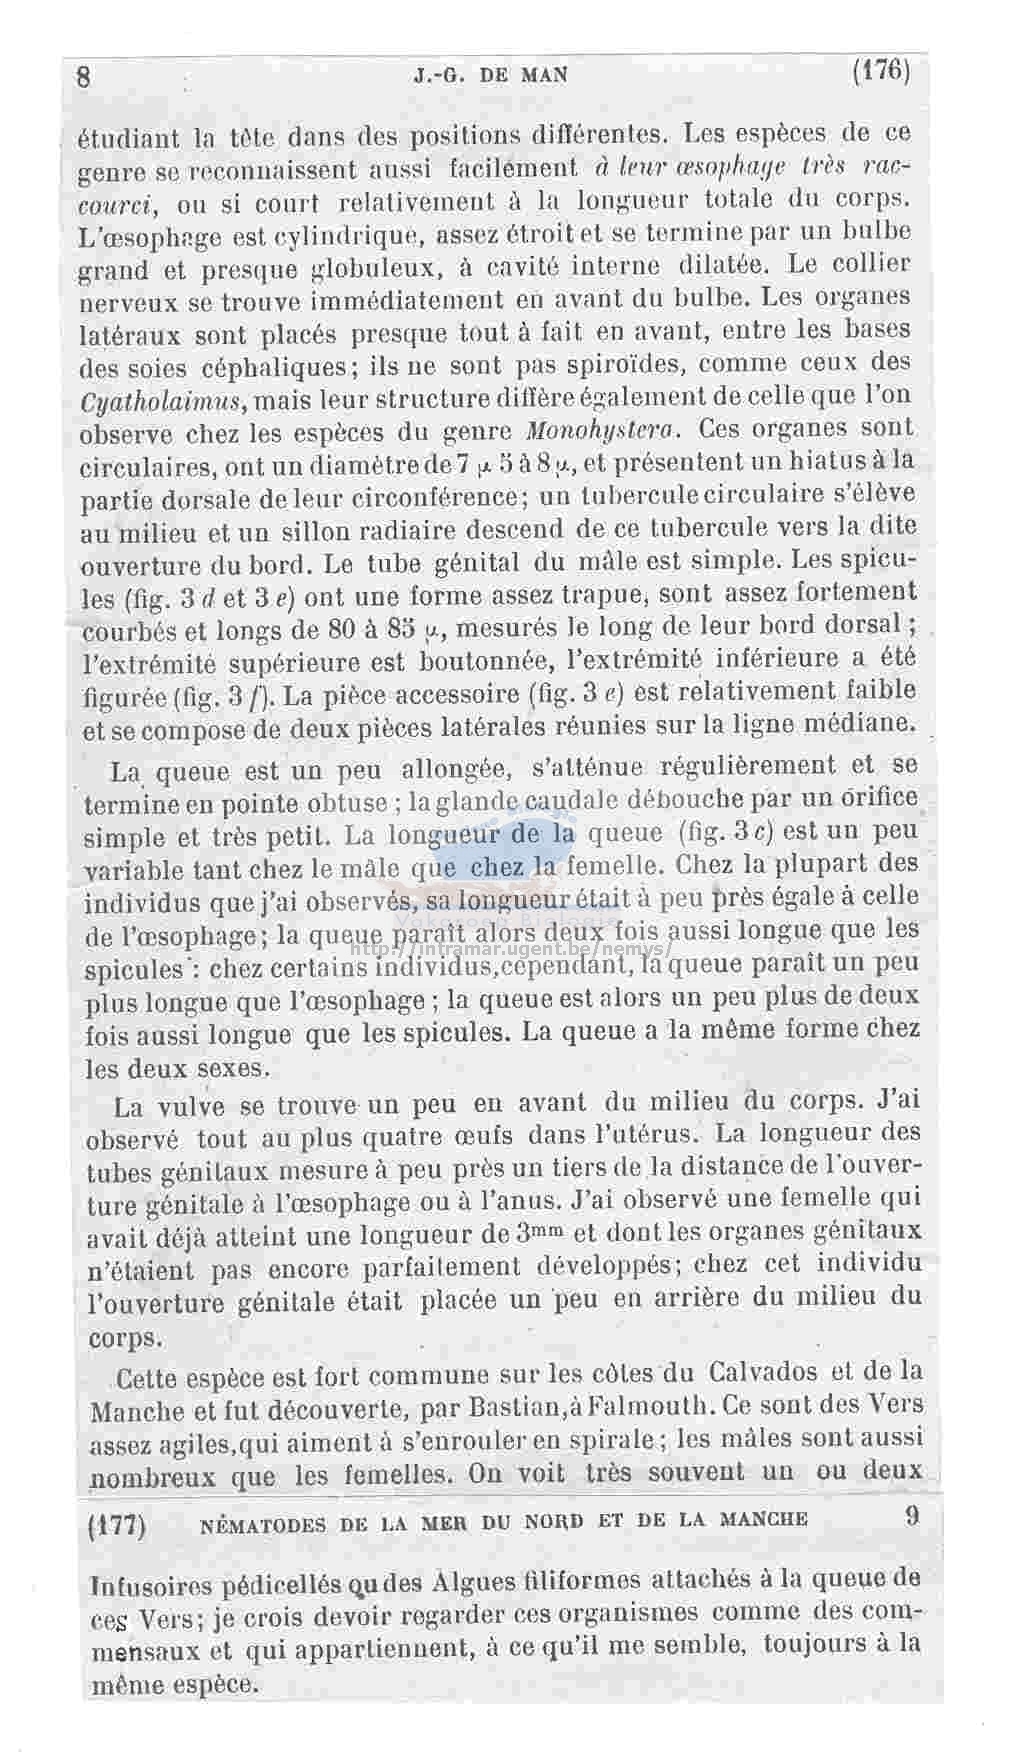 8 J.-G. DE MAN (176)
étudiant la tête dans des positions différentes. Les espèces de ce
genre se reconnaissent aussi facilement à leur œsophage très rac-
courci, ou si court relativement à la longueur totale du corps.
L'œsophage est cylindrique, assez étroit et se termine par un bulbe
grand et presque globuleux, à cavité interne dilatée. Le collier
nerveux se trouve immédiatement en avant du bulbe. Les organes
latéraux sont placés presque tout à fait en avant, entre les bases
des soies céphaliques; ils ne sont pas spiroïdes, comme ceux des
Cyatholaimus, mais leur structure diffère également de celle que l'on
observe chez les espèces du genre Monohystera. Ces organes sont
circulaires, ont un diamètre de 7 μ 5 à 8 μ, et présentent un hiatus à la
partie dorsale de leur circonférence; un tubercule circulaire s'élève
au milieu et un sillon radiaire descend de ce tubercule vers la dite
ouverture du bord. Le tube génital du mâle est simple. Les spicu-
les (fig. 3 d et 3 e) ont une forme assez trapue, sont assez fortement
courbés et longs de 80 à 85 μ, mesurés le long de leur bord dorsal;
l'extrémité supérieure est boutonnée, l'extrémité inférieure a été
figurée (fig. 3 f). La pièce accessoire (fig. 3 e) est relativement faible
et se compose de deux pièces latérales réunies sur la ligne médiane.
La queue est un peu allongée, s'atténue régulièrement et se
termine en pointe obtuse; la glande caudale débouche par un orifice
simple et très petit. La longueur de la queue (fig. 3 c) est un peu
variable tant chez le mâle que chez la femelle. Chez la plupart des
individus que j'ai observés, sa longueur était à peu près égale à celle
Vakgroep Biologie
de l'œsophage; la queue paraît alors deux fois aussi longue que les
http://intramar.ugent.be/nemys/
spicules : chez certains individus, cependant, la queue paraît un peu
plus longue que l'œsophage; la queue est alors un peu plus de deux
fois aussi longue que les spicules. La queue a la même forme chez
les deux sexes.
La vulve se trouve un peu en avant du milieu du corps. J'ai
observé tout au plus quatre œufs dans l'utérus. La longueur des
tubes génitaux mesure à peu près un tiers de la distance de l'ouver-
ture génitale à l'œsophage ou à l'anus. J'ai observé une femelle qui
avait déjà atteint une longueur de 3mm et dont les organes génitaux
n'étaient pas encore parfaitement développés; chez cet individu
l'ouverture génitale était placée un peu en arrière du milieu du
corps.
Cette espèce est fort commune sur les côtes du Calvados et de la
Manche et fut découverte, par Bastian, à Falmouth. Ce sont des Vers
assez agiles, qui aiment à s'enrouler en spirale; les mâles sont aussi
nombreux que les femelles. On voit très souvent un ou deux
(177) NÉMATODES DE LA MER DU NORD ET DE LA MANCHE 9
Infusoires pédicellés ou des Algues filiformes attachés à la queue de
ces Vers; je crois devoir regarder ces organismes comme des com-
mensaux et qui appartiennent, à ce qu'il me semble, toujours à la
même espèce.